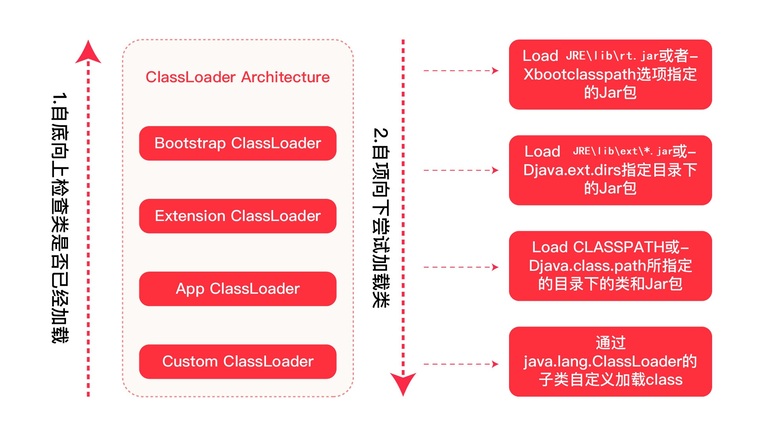 1.自底向上检查类是否已经加载
ClassLoader Architecture
Bootstrap ClassLoader
Extension ClassLoader
App ClassLoader
Custom ClassLoader
2.自项向下尝试加载类
Load JRE\lib\rt.jar或者-
Xbootclasspath选项指定
的Jar包
Load JRE\lib\ext\*.jar或-
Djava.ext.dirs指定目录下
的Jar包
Load CLASSPATH或-
Djava.class.path所指定
的目录下的类和Jar包
通过
java.lang.ClassLoader的
子类自定义加载class